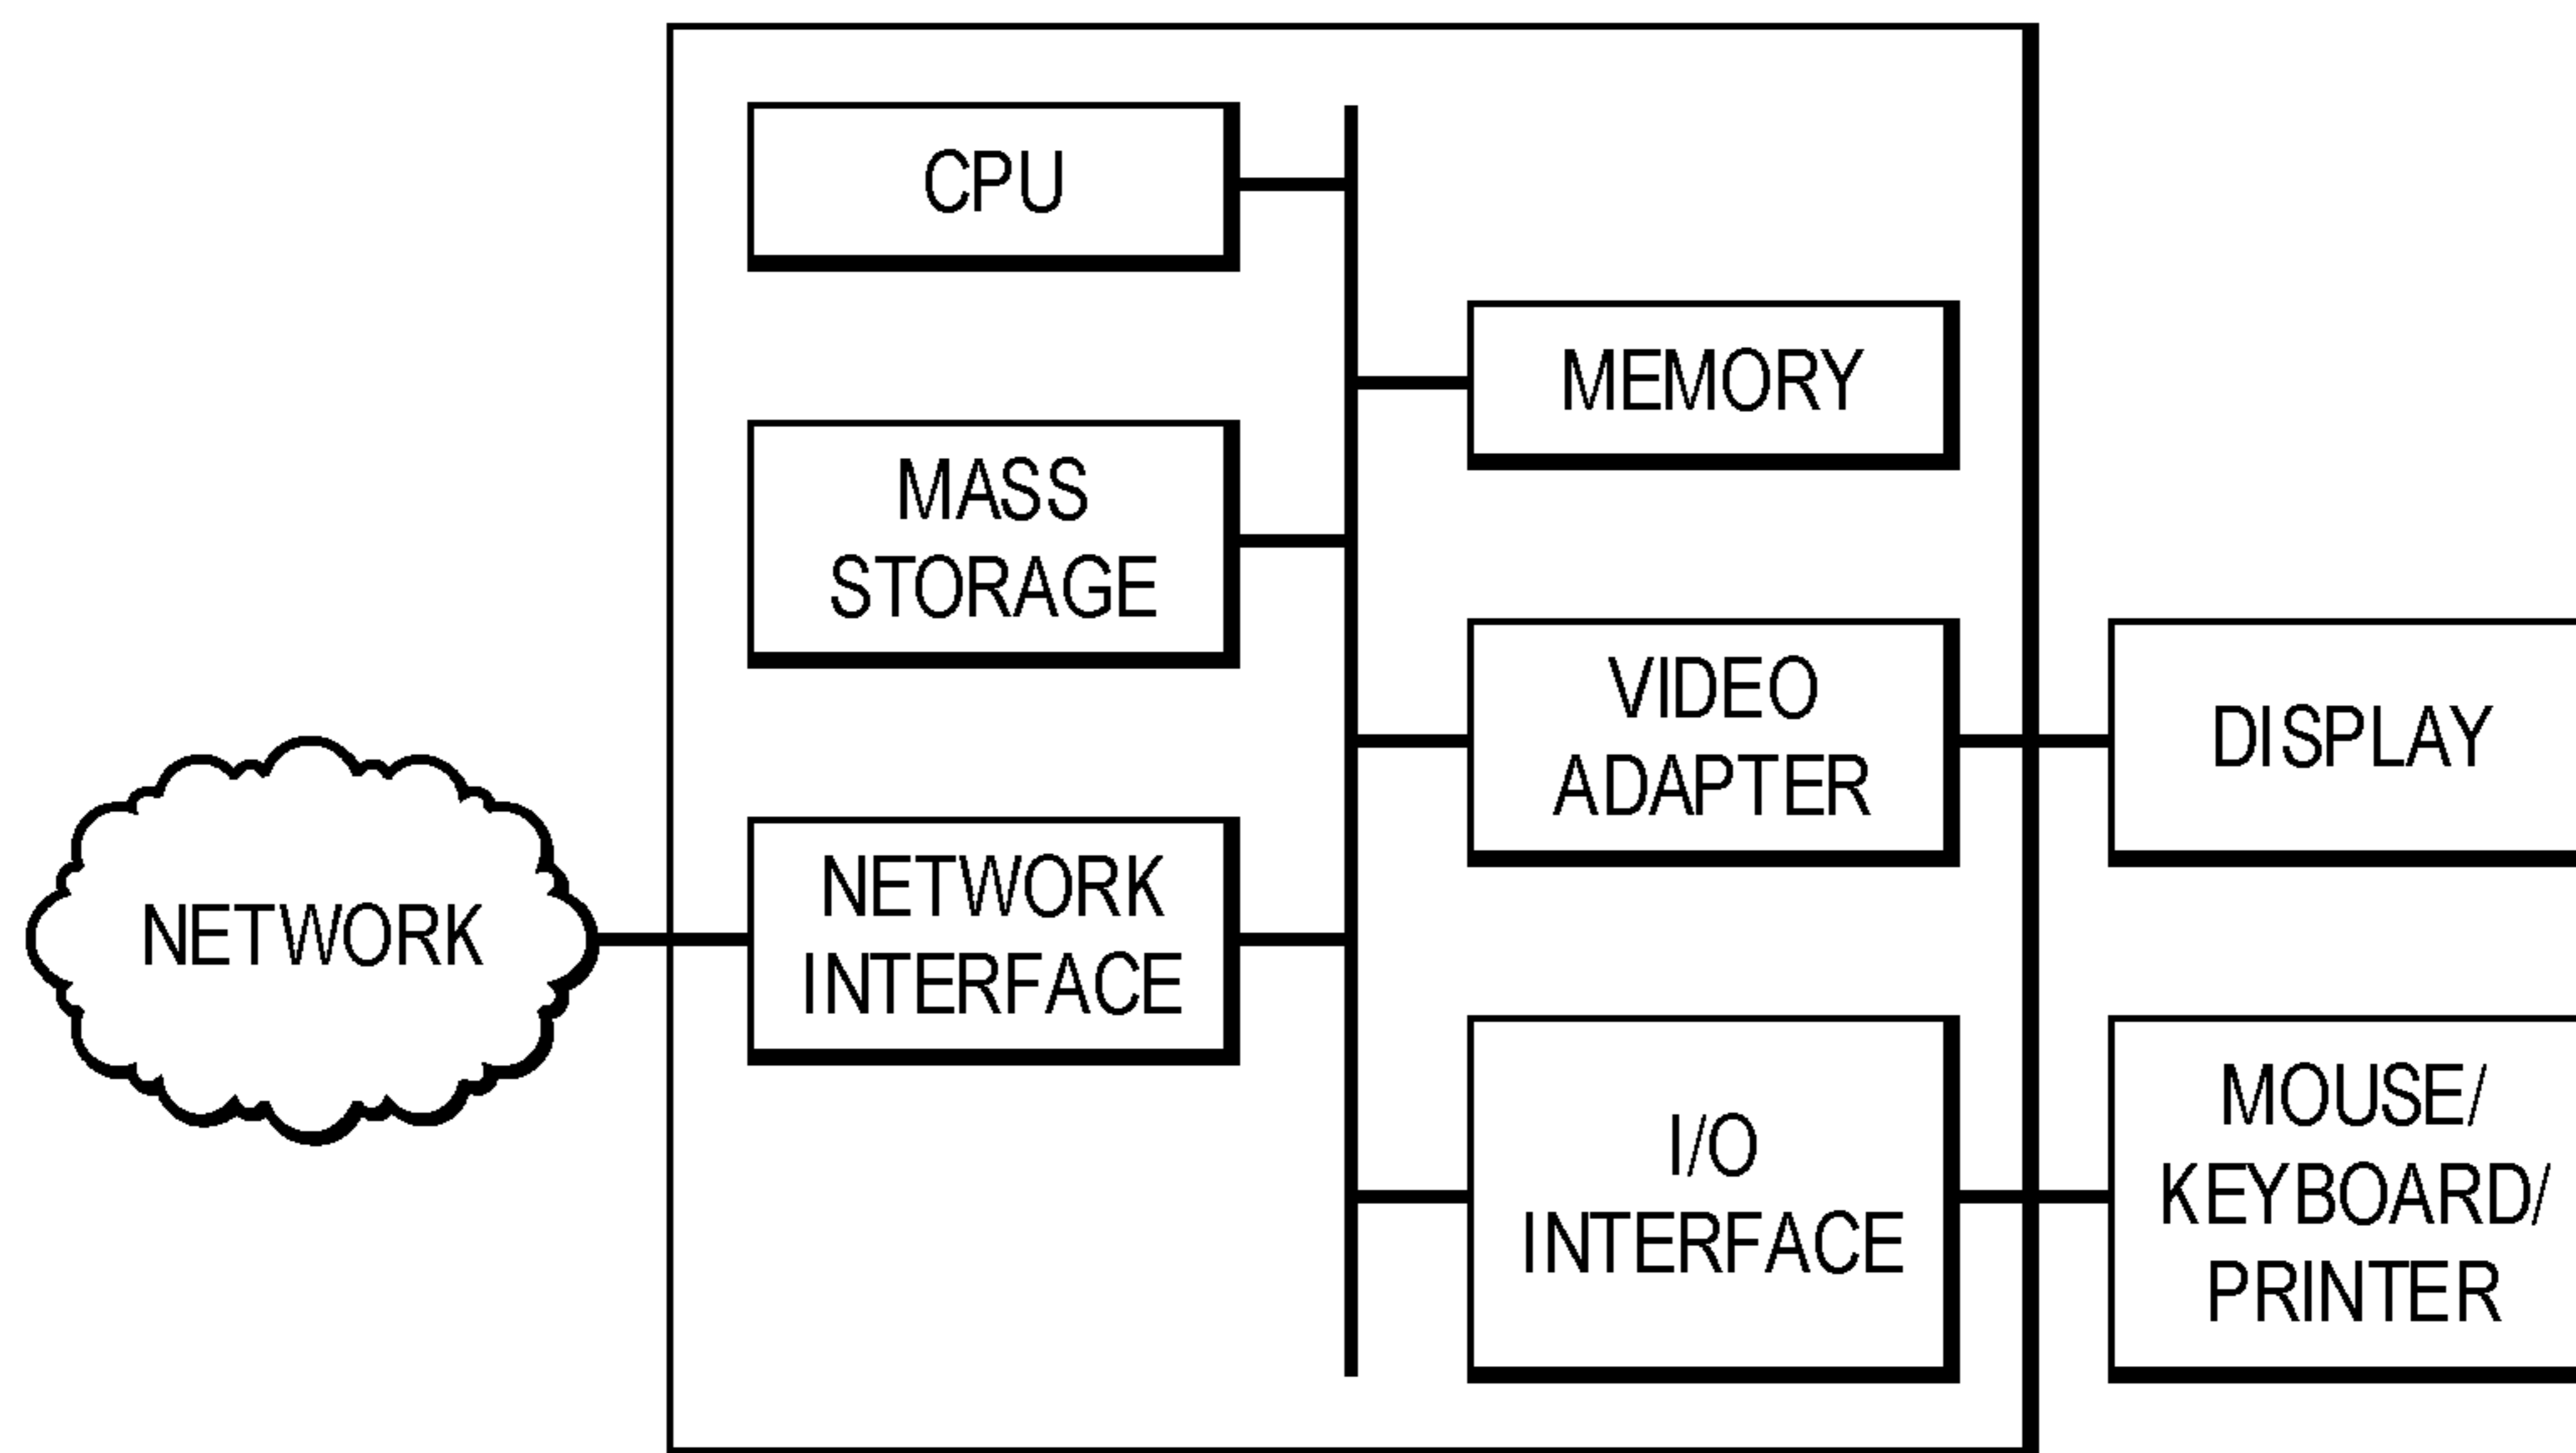 CPU
MEMORY
MASS
STORAGE
VIDEO
ADAPTER
DISPLAY
NETWORK
NETWORK
INTERFACE
I/O
INTERFACE
MOUSE/
KEYBOARD/
PRINTER